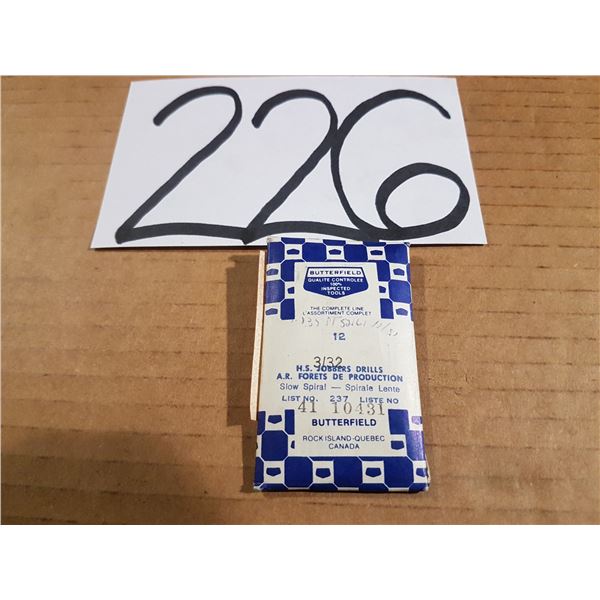 226
BUTTERFIELD
QUALITE CONTROLEE
100%
INSPECTED
TOOLS
THE COMPLETE LINE
L'ASSORTIMENT COMPLET
12
3/32
H.S. JOBBERS DRILLS
A.R. FORETS DE PRODUCTION
Slow Spiral — Spirale Lente
LIST NO. 237 LISTE NO
41 10431
BUTTERFIELD
ROCK ISLAND-QUEBEC
CANADA